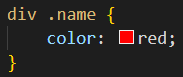 div .name {
    color: red;
}